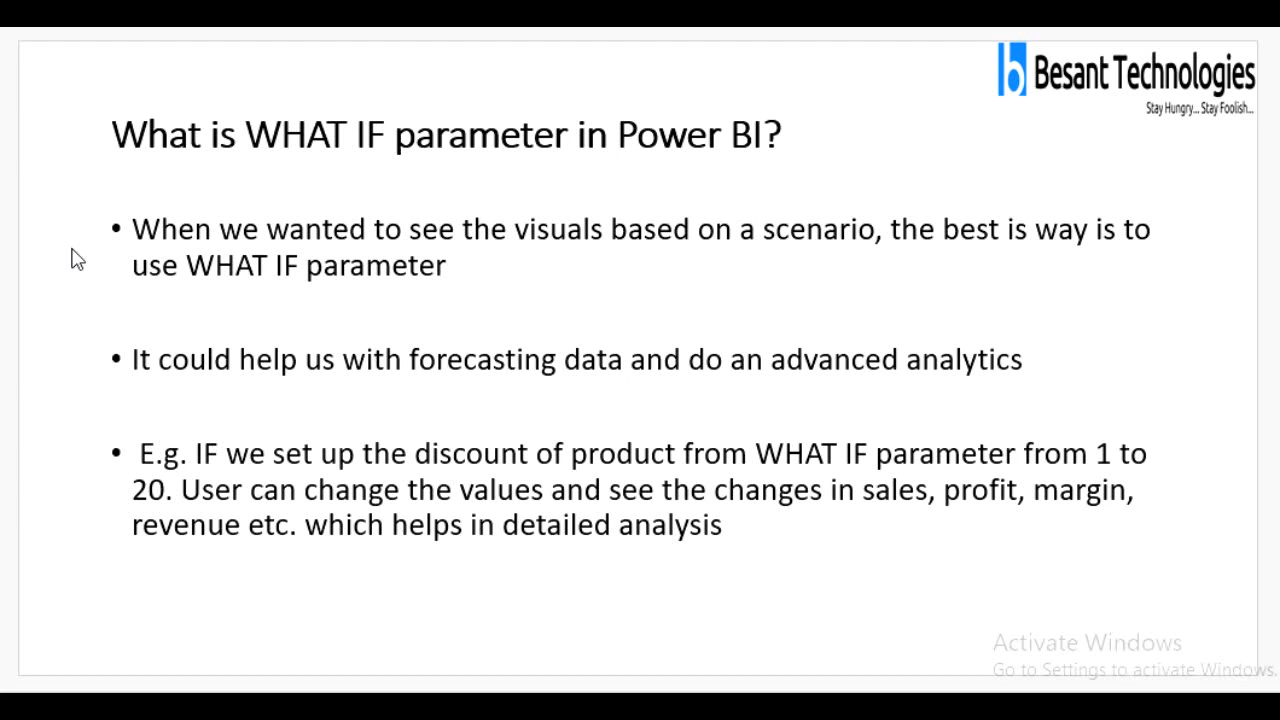 b Besant Technologies
Stay Hungry... Stay Foolish...
What is WHAT IF parameter in Power BI?
• When we wanted to see the visuals based on a scenario, the best is way is to
use WHAT IF parameter
• It could help us with forecasting data and do an advanced analytics
• E.g. IF we set up the discount of product from WHAT IF parameter from 1 to
20. User can change the values and see the changes in sales, profit, margin,
revenue etc. which helps in detailed analysis
Activate Windows
Go to Settings to activate Windows.